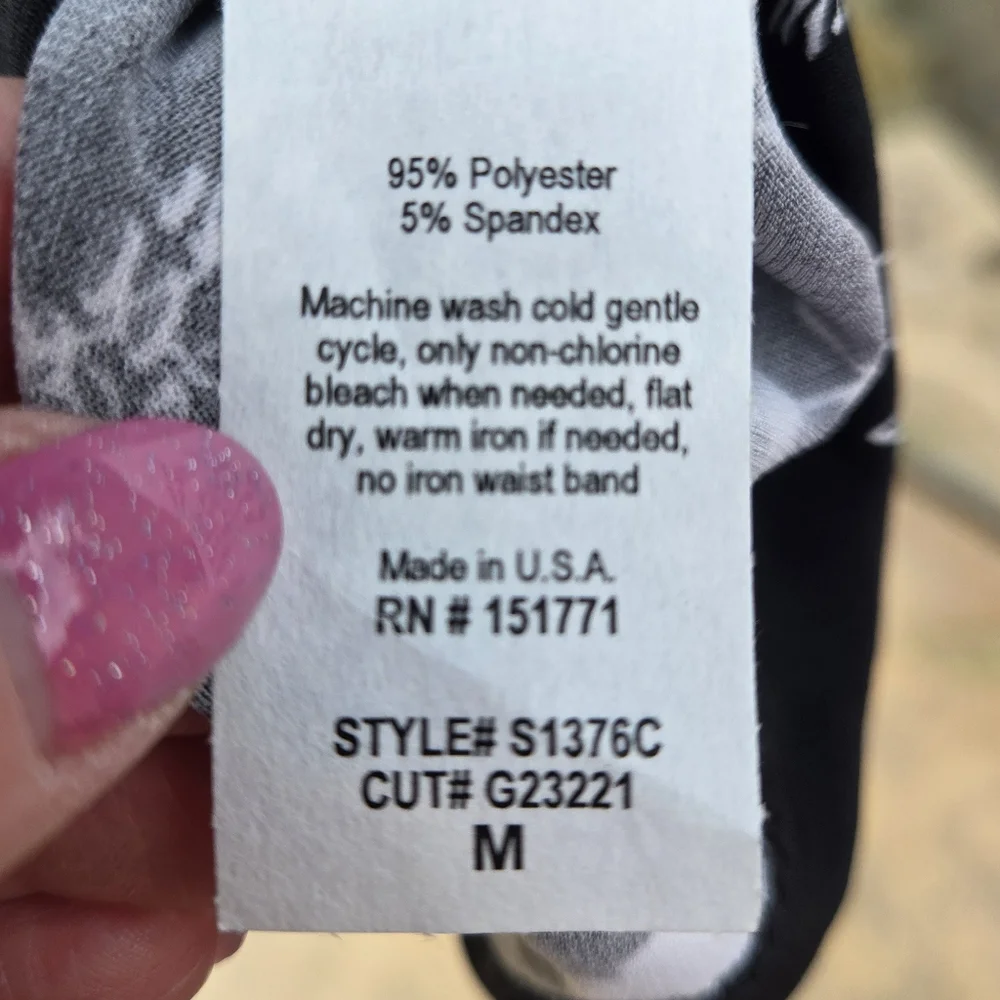 95% Polyester
5% Spandex
Machine wash cold gentle
cycle, only non-chlorine
bleach when needed, flat
dry, warm iron if needed,
no iron waist band
Made in U.S.A.
RN # 151771
STYLE# S1376C
CUT# G23221
M